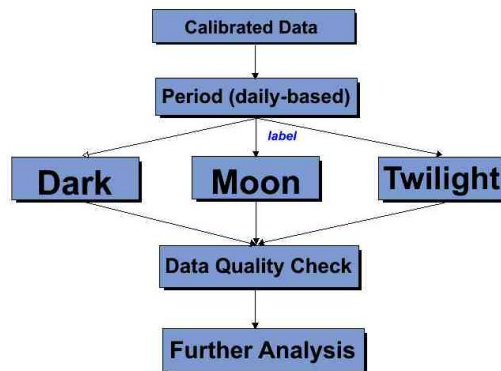 Calibrated Data
Period (daily-based)
label
Dark
Moon
Twilight
Data Quality Check
Further Analysis